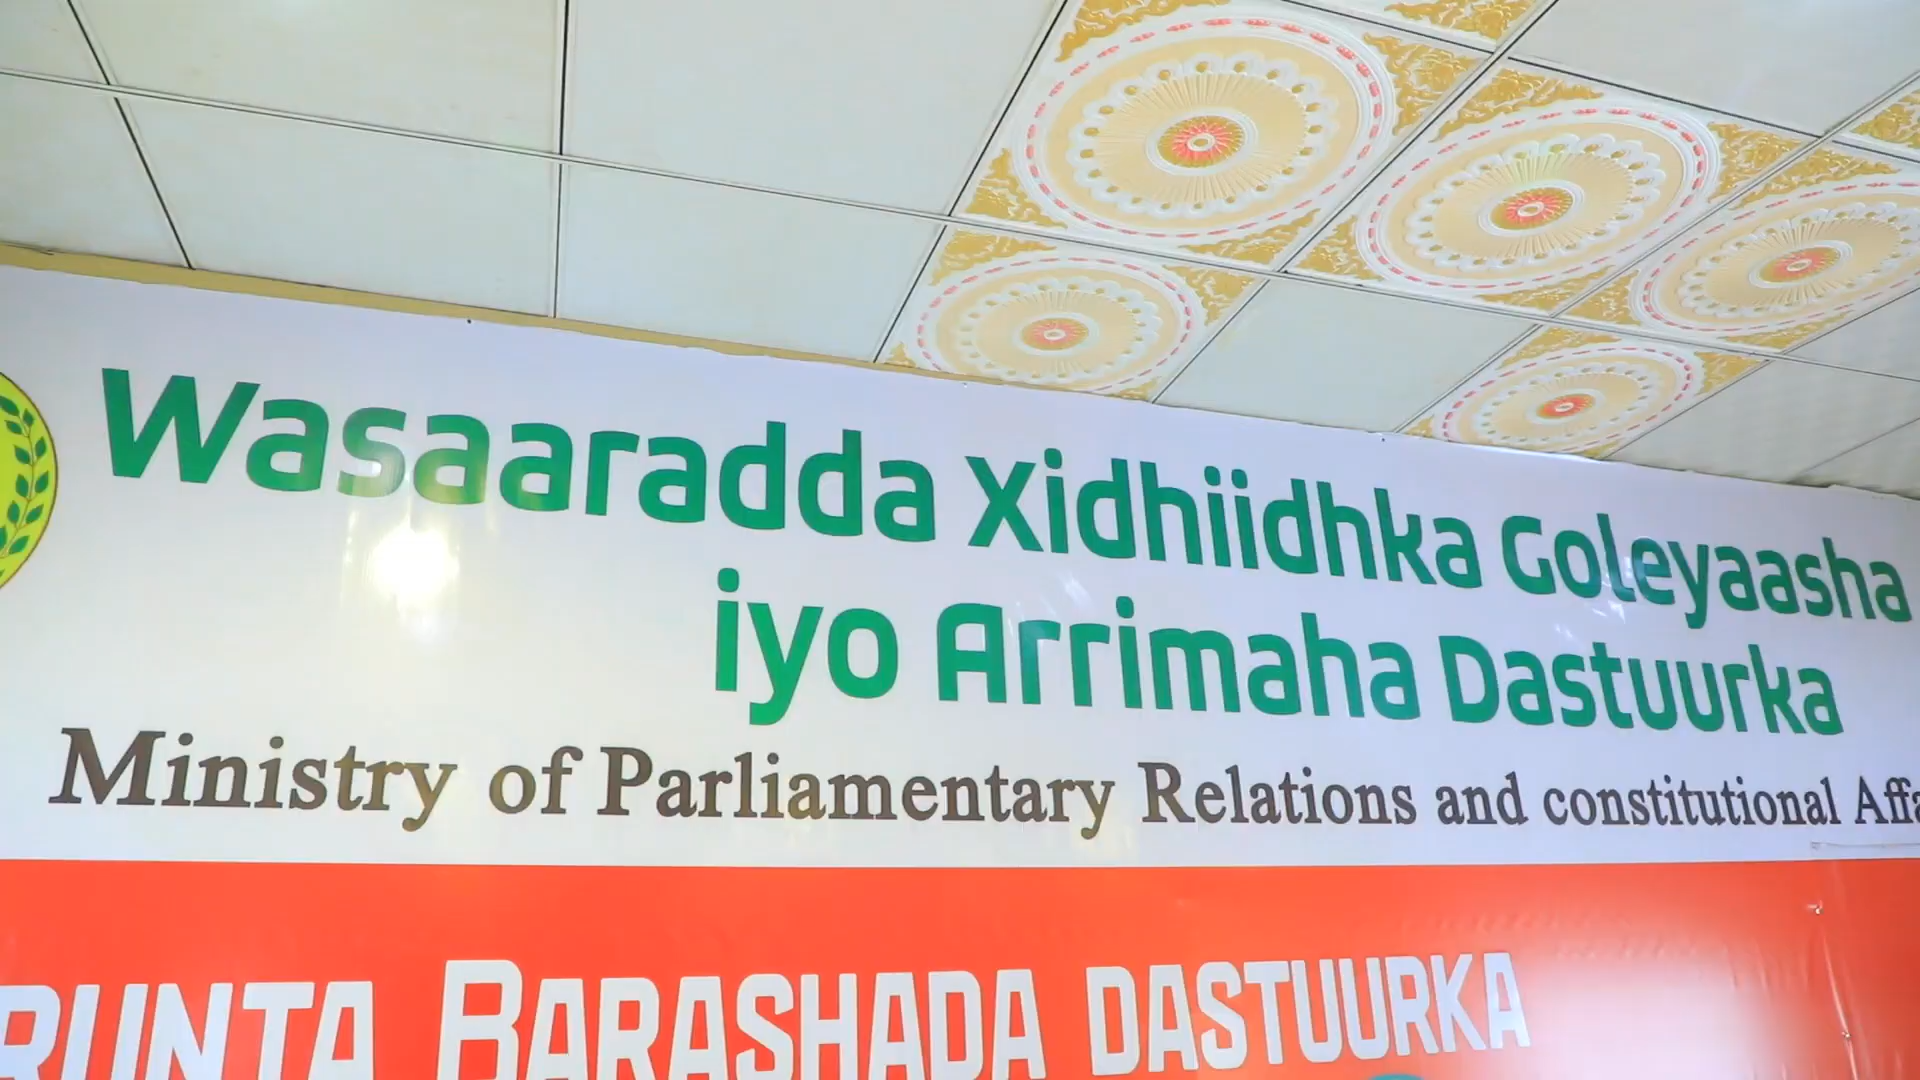 Wasaaradda Xidhiidhka Goleyaasha
iyo Arrimaha Dastuurka
Ministry of Parliamentary Relations and constitutional
BARASHADA DASTUURKA